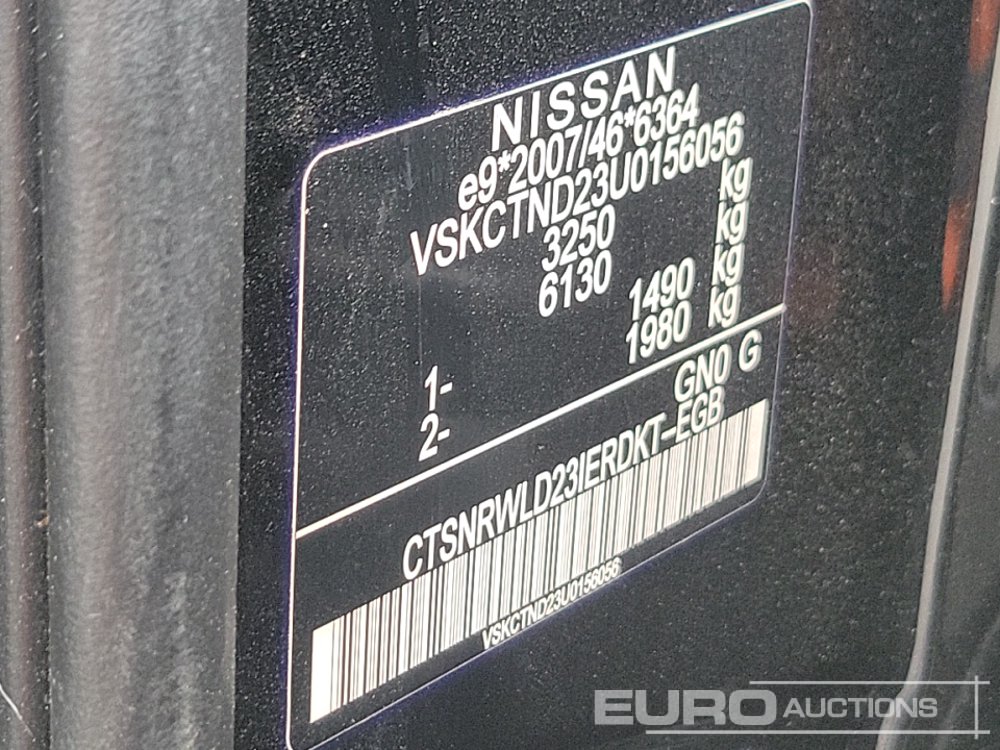 NISSAN
e9*2007/46*6364
VSKCTND23U0156056
3250 kg
6130 kg
1- 1490 kg
2- 1980 kg
GN0 G
CTSNRWLD23IERDKT-EGB
VSKCTND23U0156056
EURO AUCTIONS